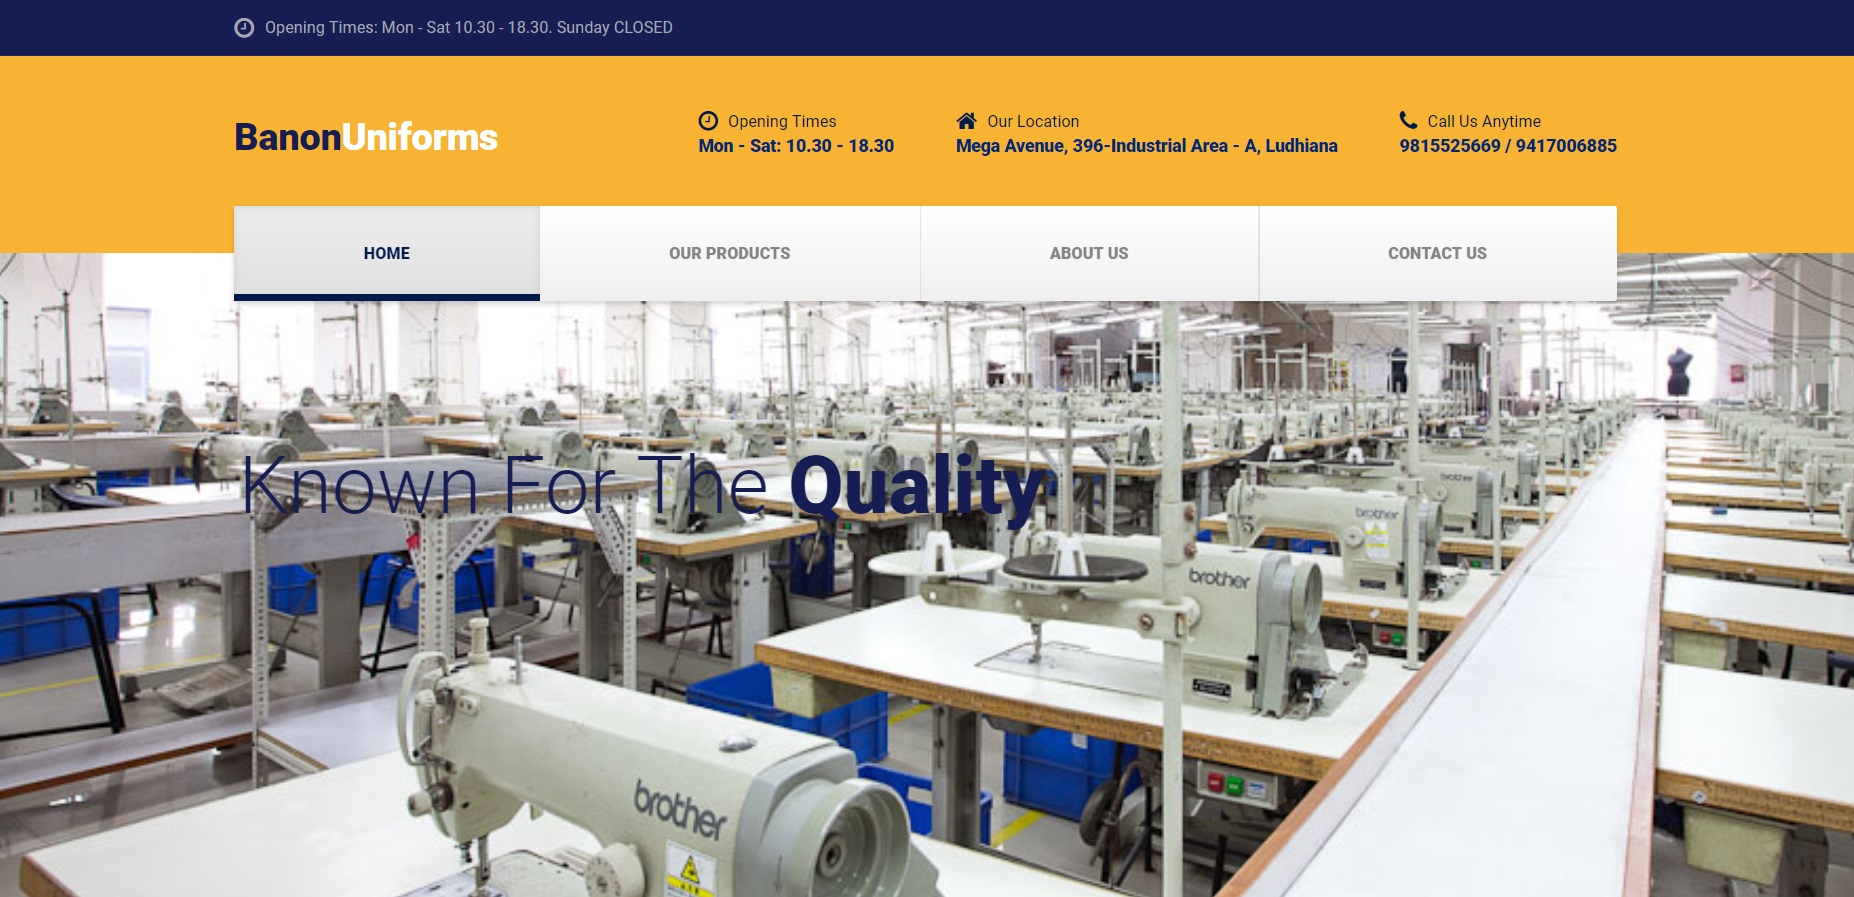 Opening Times: Mon - Sat 10.30 - 18.30. Sunday CLOSED
BanonUniforms
Opening Times
Mon - Sat: 10.30 - 18.30
Our Location
Mega Avenue, 396-Industrial Area - A, Ludhiana
Call Us Anytime
9815525669 / 9417006885
HOME
OUR PRODUCTS
ABOUT US
CONTACT US
Known For The Quality
brother
brother
brother